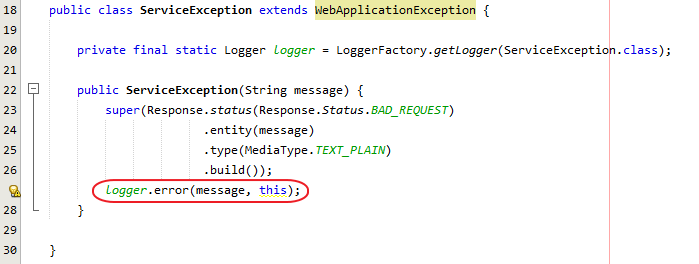 18 public class ServiceException extends WebApplicationException {
19
20 private final static Logger logger = LoggerFactory.getLogger(ServiceException.class);
21
22 public ServiceException(String message) {
23 super(Response.status(Response.Status.BAD_REQUEST)
24 .entity(message)
25 .type(MediaType.TEXT_PLAIN)
26 .build());
logger.error(message, this);
28 }
29
30 }